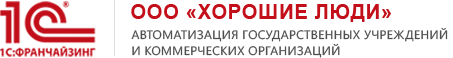 1С®
1С:ФРАНЧАЙЗИНГ
ООО «ХОРОШИЕ ЛЮДИ»
АВТОМАТИЗАЦИЯ ГОСУДАРСТВЕННЫХ УЧРЕЖДЕНИЙ
И КОММЕРЧЕСКИХ ОРГАНИЗАЦИЙ